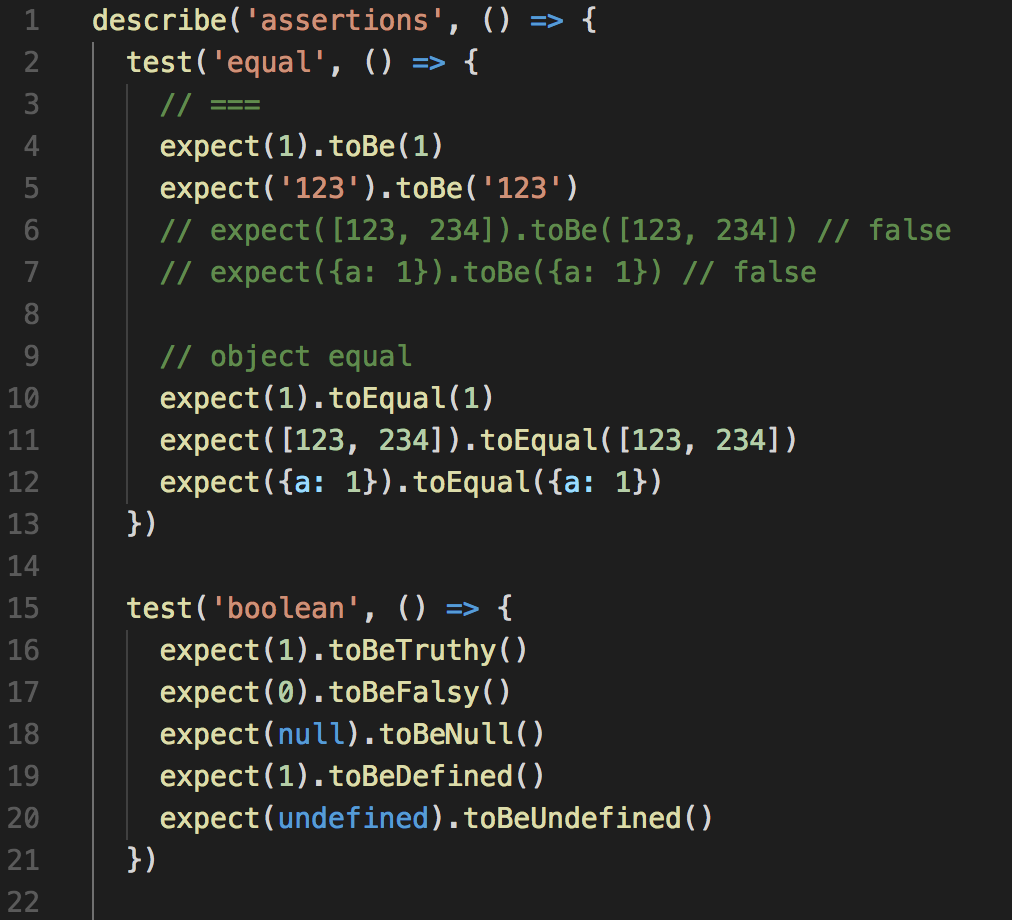 1 describe('assertions', () => {
2 test('equal', () => {
3 // ===
4 expect(1).toBe(1)
5 expect('123').toBe('123')
6 // expect([123, 234]).toBe([123, 234]) // false
7 // expect({a: 1}).toBe({a: 1}) // false
8
9 // object equal
10 expect(1).toEqual(1)
11 expect([123, 234]).toEqual([123, 234])
12 expect({a: 1}).toEqual({a: 1})
13 })
14
15 test('boolean', () => {
16 expect(1).toBeTruthy()
17 expect(0).toBeFalsy()
18 expect(null).toBeNull()
19 expect(1).toBeDefined()
20 expect(undefined).toBeUndefined()
21 })
22